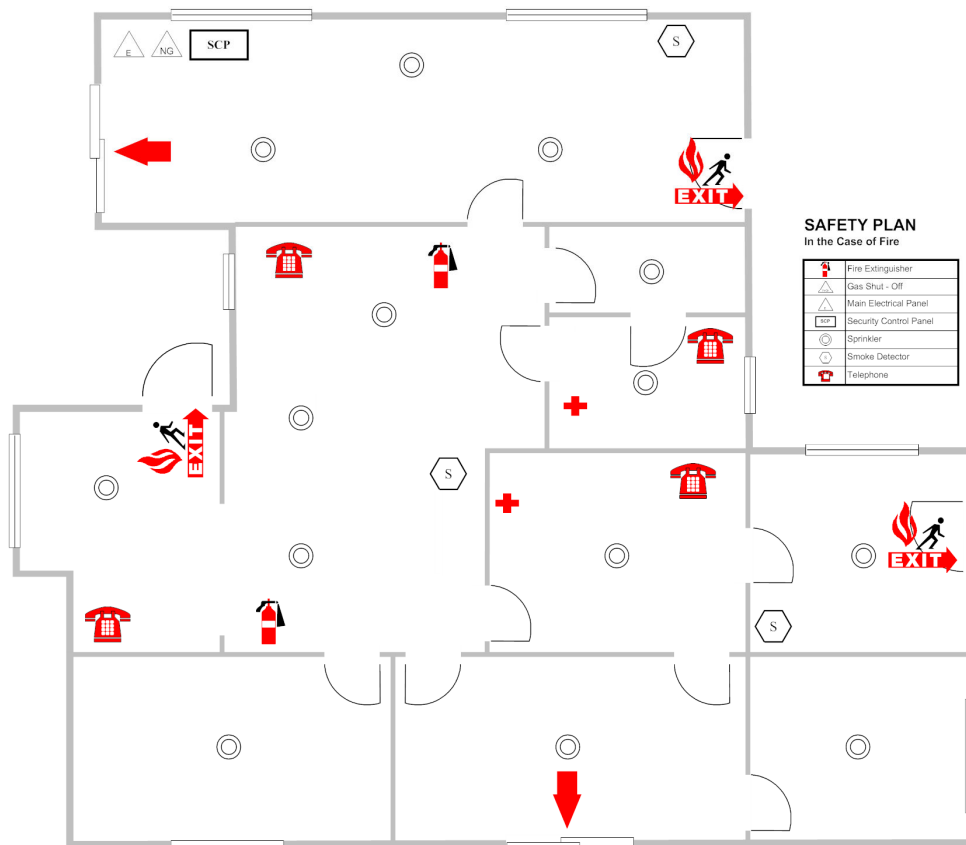 E
NG
SCP
S
EXIT
SAFETY PLAN
In the Case of Fire
Fire Extinguisher
Gas Shut - Off
Main Electrical Panel
SCP
Security Control Panel
Sprinkler
S
Smoke Detector
Telephone
EXIT
S
EXIT
S